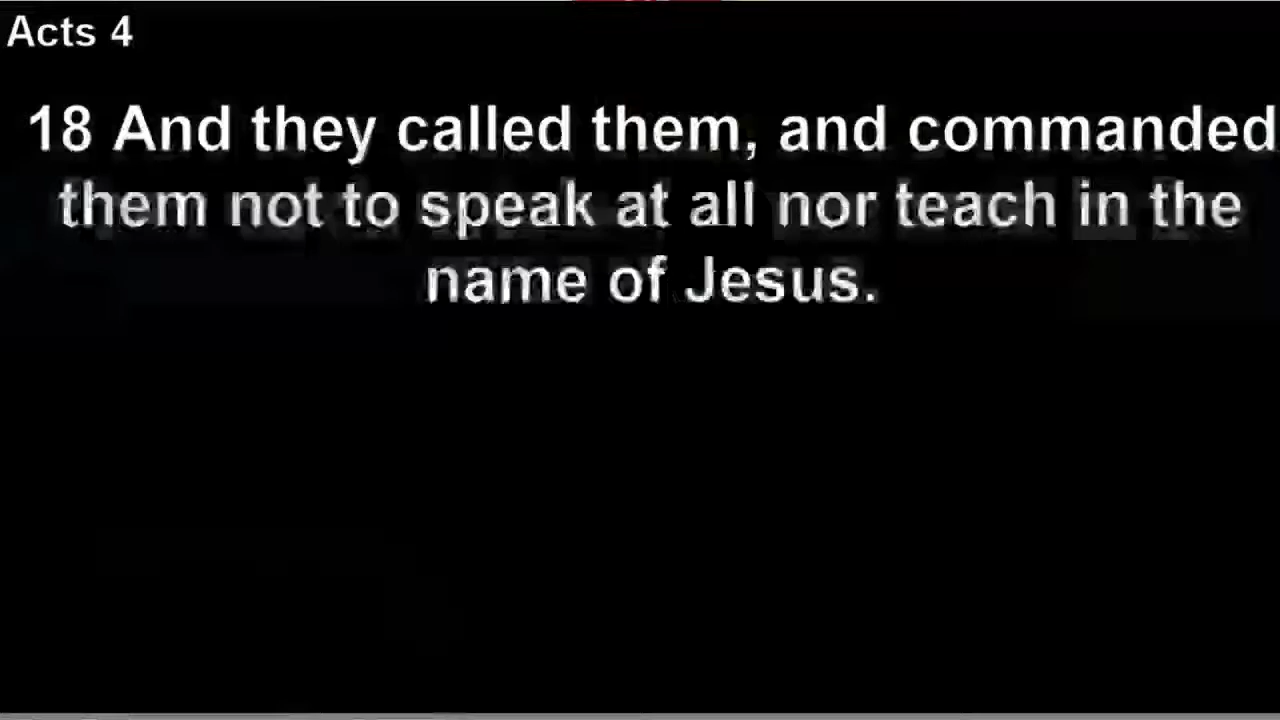 Acts 4
18 And they called them, and commanded
them not to speak at all nor teach in the
name of Jesus.